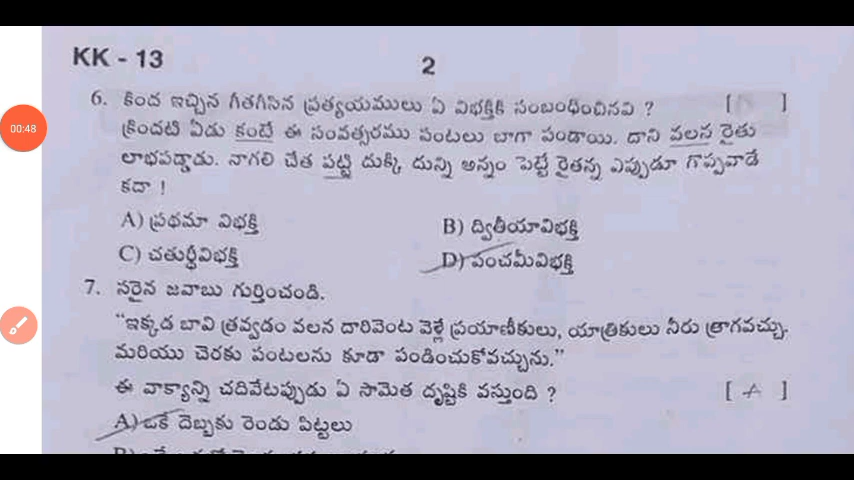 KK - 13
2
6. కింద ఇచ్చిన గీతగీసిన ప్రత్యయములు ఏ విభక్తికి సంబంధించినవి ? [ D ]
క్రిందటి ఏడు కంటే ఈ సంవత్సరము పంటలు బాగా పండాయి. దాని వలన రైతు
లాభపడ్డాడు. నాగలి చేత పట్టి దుక్కి దున్ని అన్నం పెట్టే రైతన్న ఎప్పుడూ గొప్పవాడే
కదా !
A) ప్రథమా విభక్తి B) ద్వితీయావిభక్తి
C) చతుర్థీవిభక్తి D) పంచమీవిభక్తి
7. సరైన జవాబు గుర్తించండి.
"ఇక్కడ బావి త్రవ్వడం వలన దారివెంట వెళ్లే ప్రయాణీకులు, యాత్రికులు నీరు త్రాగవచ్చు.
మరియు చెరకు పంటలను కూడా పండించుకోవచ్చును."
ఈ వాక్యాన్ని చదివేటప్పుడు ఏ సామెత దృష్టికి వస్తుంది ? [ A ]
A) ఒకే దెబ్బకు రెండు పిట్టలు
00:48